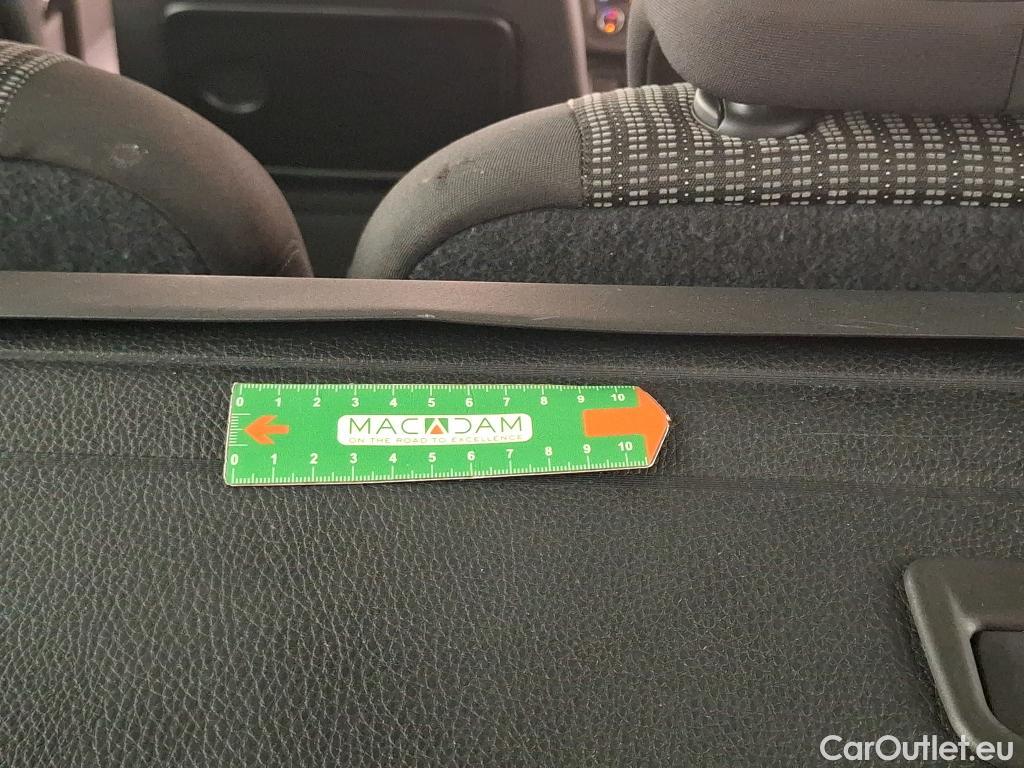 0 1 2 3 4 5 6 7 8 9 10
MACADAM
ON THE ROAD TO EXCELLENCE
0 1 2 3 4 5 6 7 8 9 10
CarOutlet.eu